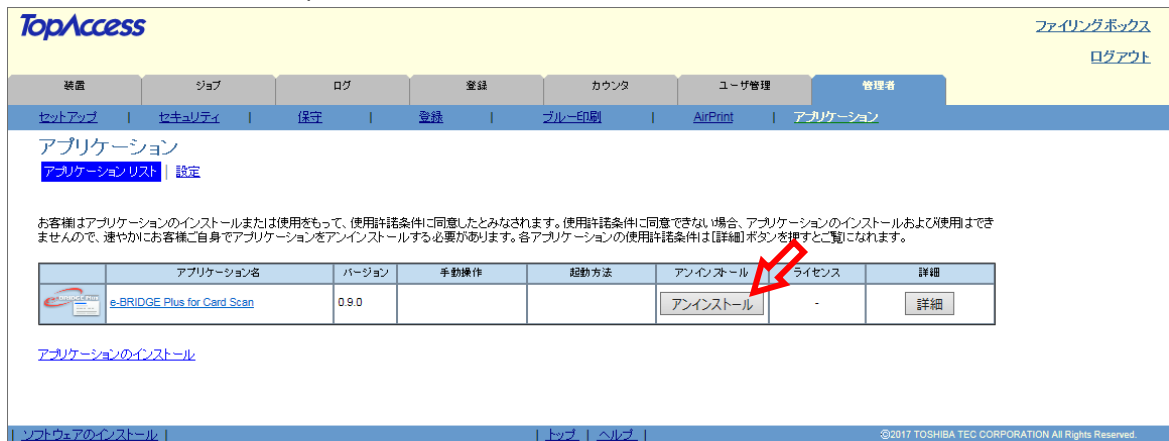 TopAccess
ファイリングボックス
ログアウト
装置 ジョブ ログ 登録 カウンタ ユーザ管理 管理者
セットアップ | セキュリティ | 保守 | 登録 | ブルー印刷 | AirPrint | アプリケーション
アプリケーション
アプリケーションリスト | 設定
お客様はアプリケーションのインストールまたは使用をもって、使用許諾条件に同意したとみなされます。使用許諾条件に同意できない場合、アプリケーションのインストールおよび使用はでき
ませんので、速やかにお客様ご自身でアプリケーションをアンインストールする必要があります。各アプリケーションの使用許諾条件は[詳細]ボタンを押すとご覧になれます。
アプリケーション名 バージョン 手動操作 起動方法 アンインストール ライセンス 詳細
e-BRIDGE Plus for Card Scan 0.9.0 アンインストール - 詳細
アプリケーションのインストール
| ソフトウェアのインストール | | トップ | ヘルプ | ©2017 TOSHIBA TEC CORPORATION All Rights Reserved.